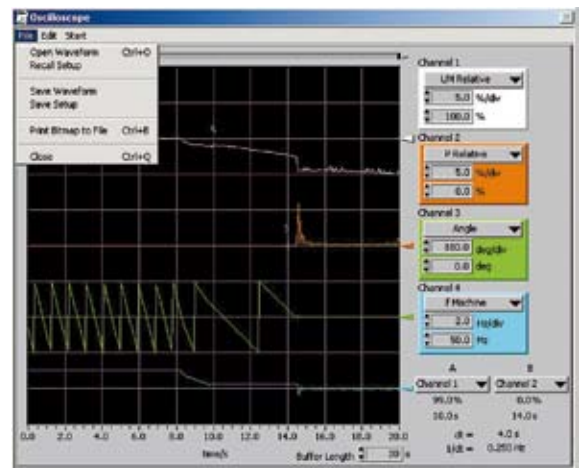 Oscilloscope
File Edit Start
Open Waveform Ctrl+O
Recall Setup
Save Waveform
Save Setup
Print Bitmap to File Ctrl+B
Close Ctrl+Q
Channel 1
UM Relative
5.0 %/div
100.0 %
Channel 2
P Relative
5.0 %/div
0.0 %
Channel 3
Angle
deg/div
0.0 deg
Channel 4
f Machine
2.0 Hz/div
50.0 Hz
A B
Channel 1 Channel 2
99.0% 0.0%
10.0s 14.0s
dt = 4.0 s
1/dt = 0.250 Hz
0.0 2.0 4.0 6.0 8.0 10.0 12.0 14.0 16.0 18.0 20.0
time/s
Buffer Length 20 s